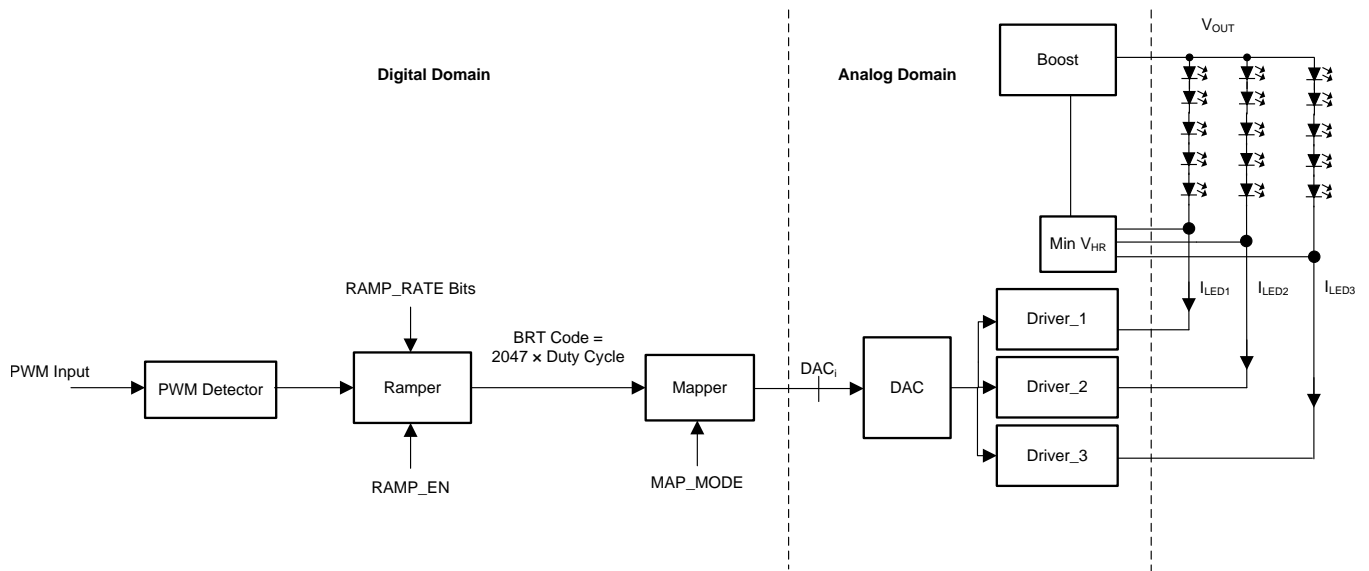 Digital Domain
Analog Domain
Boost
VOUT
Min VHR
ILED1
ILED2
ILED3
RAMP_RATE Bits
BRT Code =
2047 × Duty Cycle
PWM Input
PWM Detector
Ramper
Mapper
DACi
DAC
Driver_1
Driver_2
Driver_3
RAMP_EN
MAP_MODE